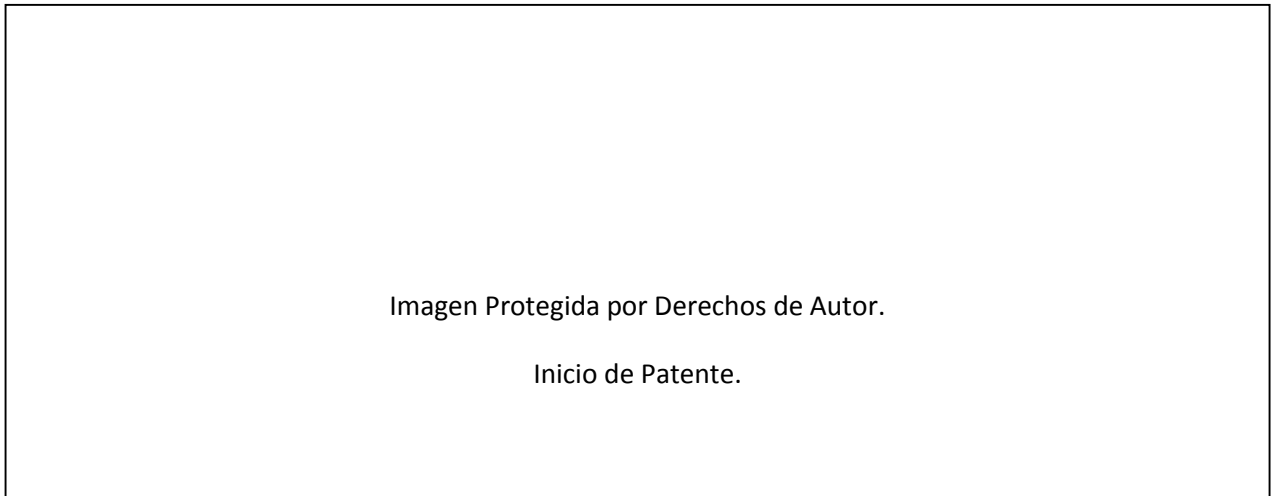 Imagen Protegida por Derechos de Autor.
Inicio de Patente.